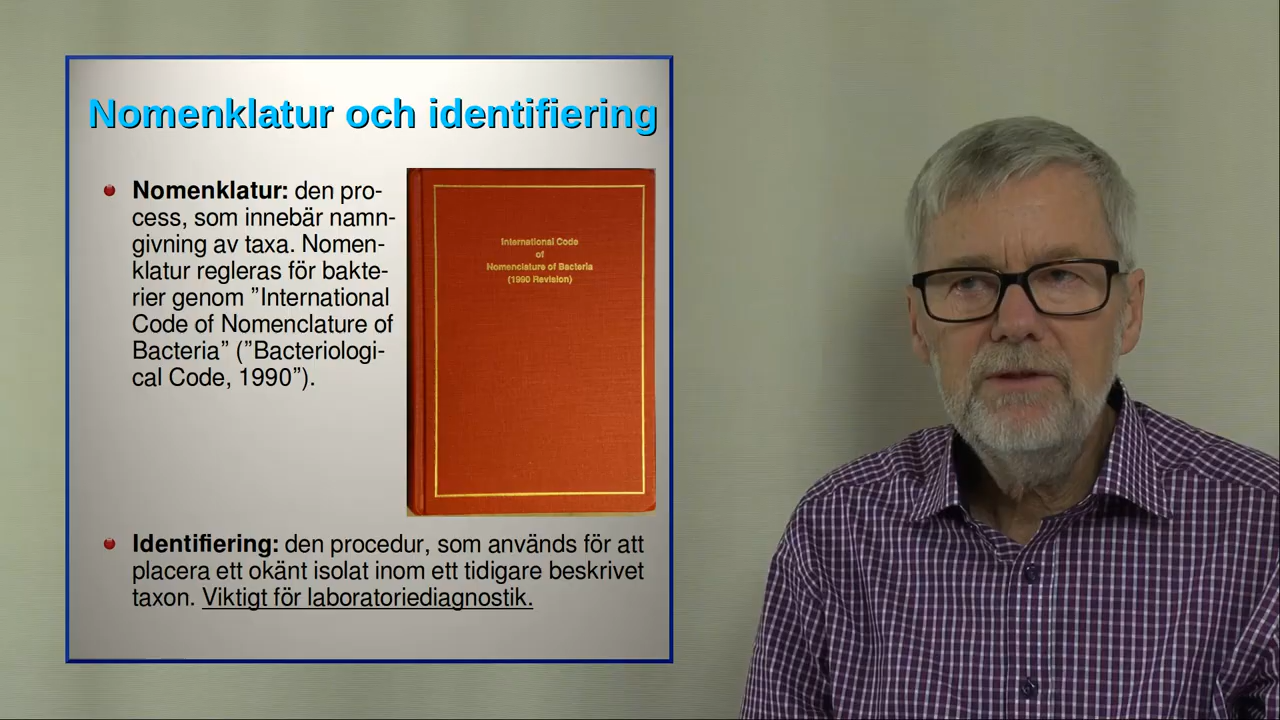 Nomenklatur och identifiering
Nomenklatur: den pro-
cess, som innebär namn-
givning av taxa. Nomen-
klatur regleras för bakte-
rier genom ”International
Code of Nomenclature of
Bacteria” (”Bacteriologi-
cal Code, 1990”).
International Code
of
Nomenclature of Bacteria
(1990 Revision)
Identifiering: den procedur, som används för att
placera ett okänt isolat inom ett tidigare beskrivet
taxon. Viktigt för laboratoriediagnostik.